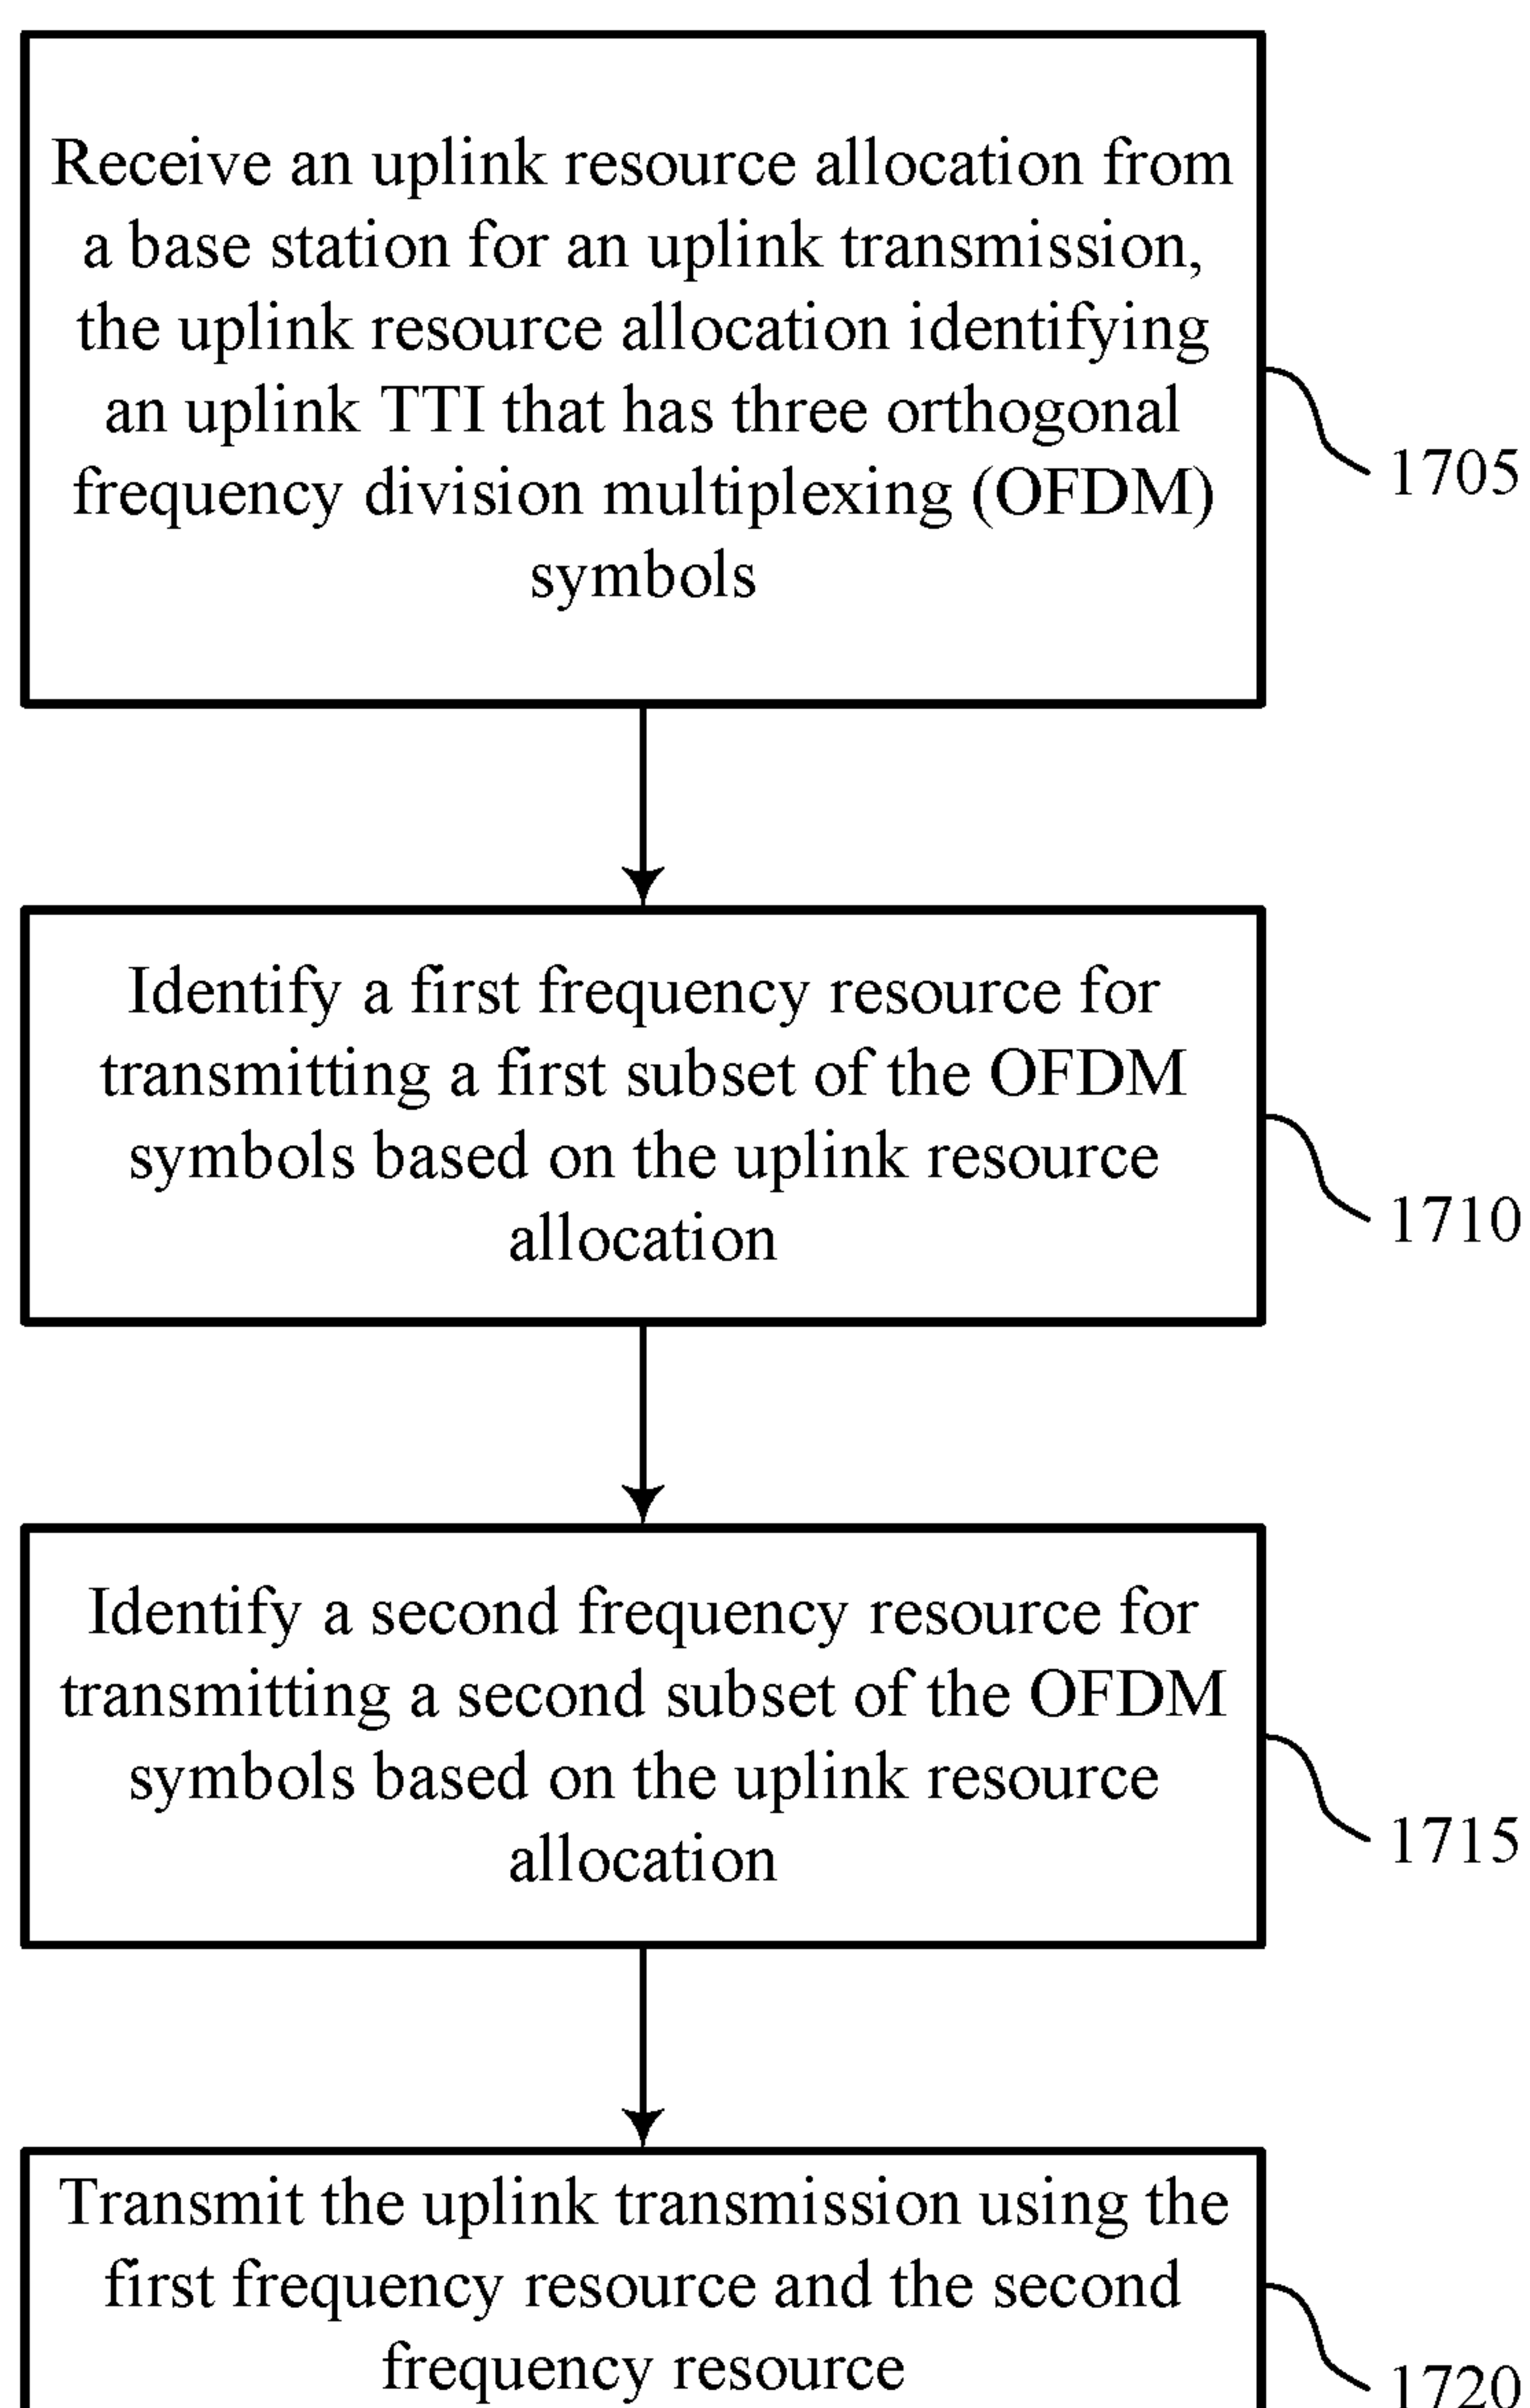 Receive an uplink resource allocation from
a base station for an uplink transmission,
the uplink resource allocation identifying
an uplink TTI that has three orthogonal
frequency division multiplexing (OFDM)
symbols
1705
Identify a first frequency resource for
transmitting a first subset of the OFDM
symbols based on the uplink resource
allocation
1710
Identify a second frequency resource for
transmitting a second subset of the OFDM
symbols based on the uplink resource
allocation
1715
Transmit the uplink transmission using the
first frequency resource and the second
frequency resource
1720